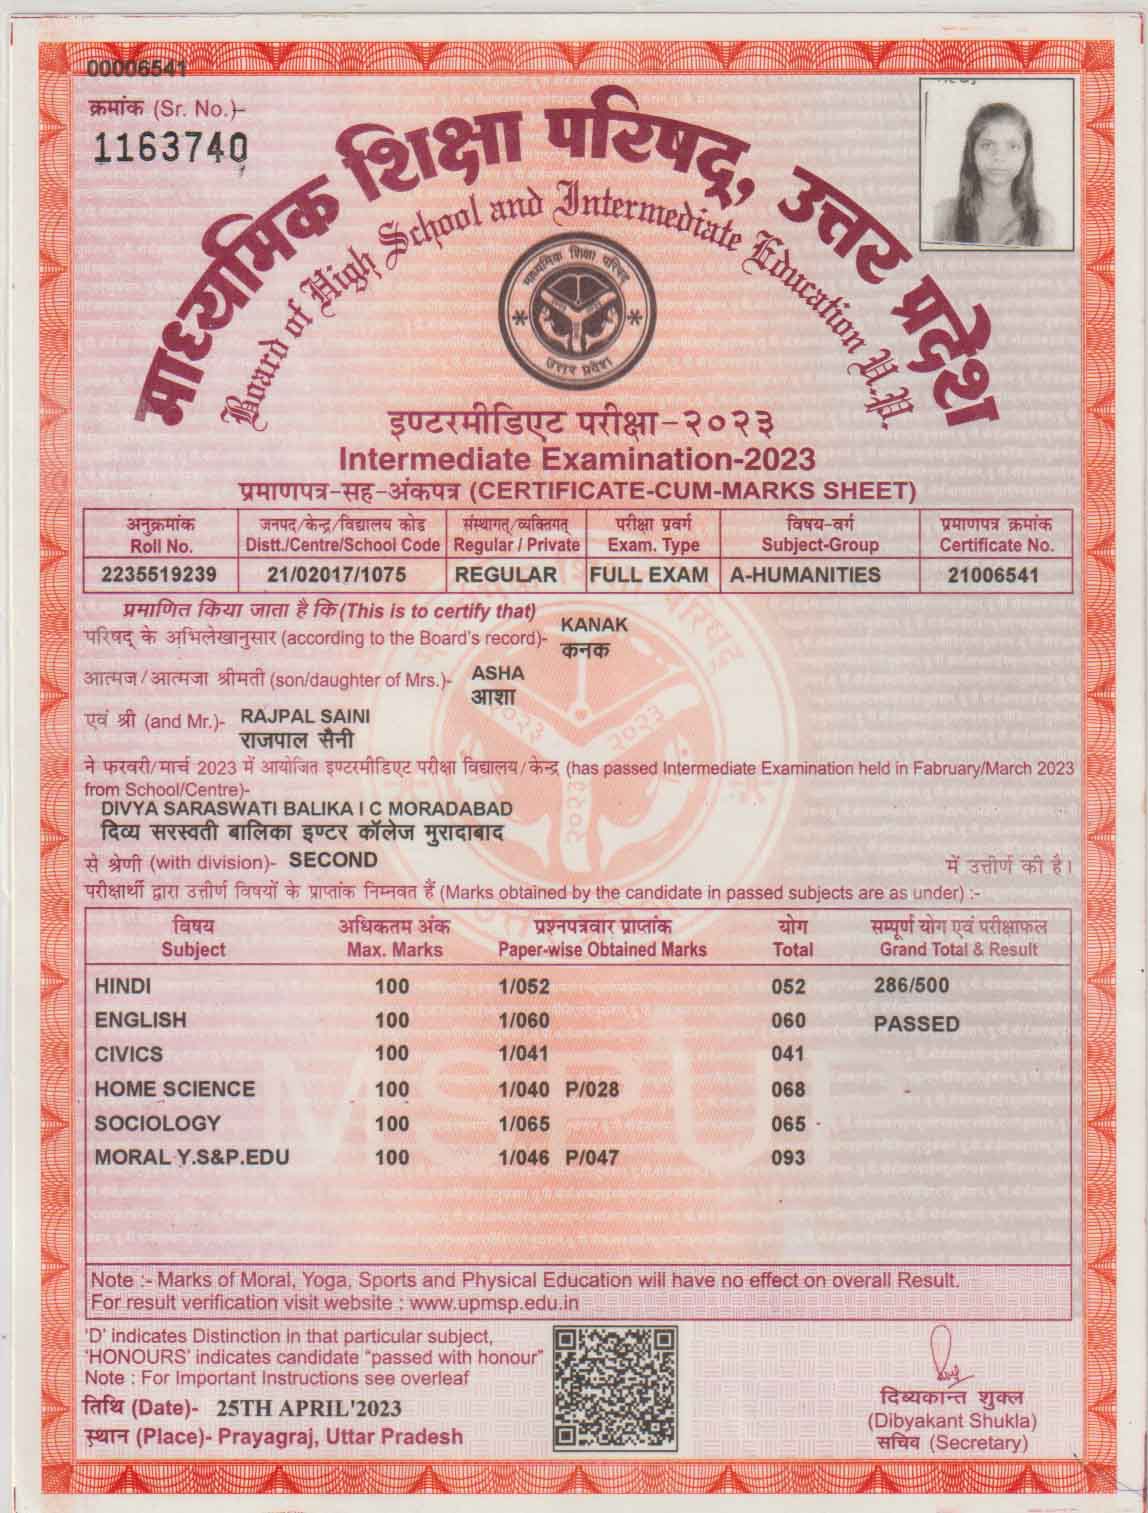 00006541
क्रमांक (Sr. No.)-
1163740
माध्यमिक शिक्षा परिषद्, उत्तर प्रदेश
Board of High School and Intermediate Education U.P.
माध्यमिक शिक्षा परिषद्
उत्तर प्रदेश
इण्टरमीडिएट परीक्षा-२०२३
Intermediate Examination-2023
प्रमाणपत्र-सह-अंकपत्र (CERTIFICATE-CUM-MARKS SHEET)
अनुक्रमांक जनपद/केन्द्र/विद्यालय कोड संस्थागत/व्यक्तिगत परीक्षा प्रवर्ग विषय-वर्ग प्रमाणपत्र क्रमांक
Roll No. Distt./Centre/School Code Regular / Private Exam. Type Subject-Group Certificate No.
2235519239 21/02017/1075 REGULAR FULL EXAM A-HUMANITIES 21006541
प्रमाणित किया जाता है कि (This is to certify that)
परिषद् के अभिलेखानुसार (according to the Board's record)- KANAK
कनक
आत्मज/आत्मजा श्रीमती (son/daughter of Mrs.)- ASHA
आशा
एवं श्री (and Mr.)- RAJPAL SAINI
राजपाल सैनी
ने फरवरी/मार्च 2023 में आयोजित इण्टरमीडिएट परीक्षा विद्यालय/केन्द्र (has passed Intermediate Examination held in Fabruary/March 2023
from School/Centre)-
DIVYA SARASWATI BALIKA I C MORADABAD
दिव्य सरस्वती बालिका इण्टर कॉलेज मुरादाबाद
से श्रेणी (with division)- SECOND में उत्तीर्ण की है।
परीक्षार्थी द्वारा उत्तीर्ण विषयों के प्राप्तांक निम्नवत हैं (Marks obtained by the candidate in passed subjects are as under) :-
विषय अधिकतम अंक प्रश्नपत्रवार प्राप्तांक योग सम्पूर्ण योग एवं परीक्षाफल
Subject Max. Marks Paper-wise Obtained Marks Total Grand Total & Result
HINDI 100 1/052 052 286/500
ENGLISH 100 1/060 060 PASSED
CIVICS 100 1/041 041
HOME SCIENCE 100 1/040 P/028 068
SOCIOLOGY 100 1/065 065
MORAL Y.S&P.EDU 100 1/046 P/047 093
Note :- Marks of Moral, Yoga, Sports and Physical Education will have no effect on overall Result.
For result verification visit website : www.upmsp.edu.in
'D' indicates Distinction in that particular subject,
'HONOURS' indicates candidate "passed with honour"
Note : For Important Instructions see overleaf
तिथि (Date)- 25TH APRIL'2023
स्थान (Place)- Prayagraj, Uttar Pradesh
दिव्यकान्त शुक्ल
(Dibyakant Shukla)
सचिव (Secretary)